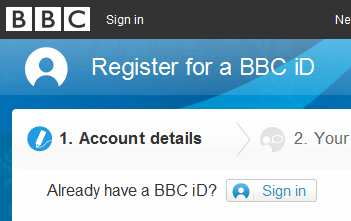 BBC Sign in Ne
Register for a BBC iD
1. Account details 2. Your
Already have a BBC iD? Sign in